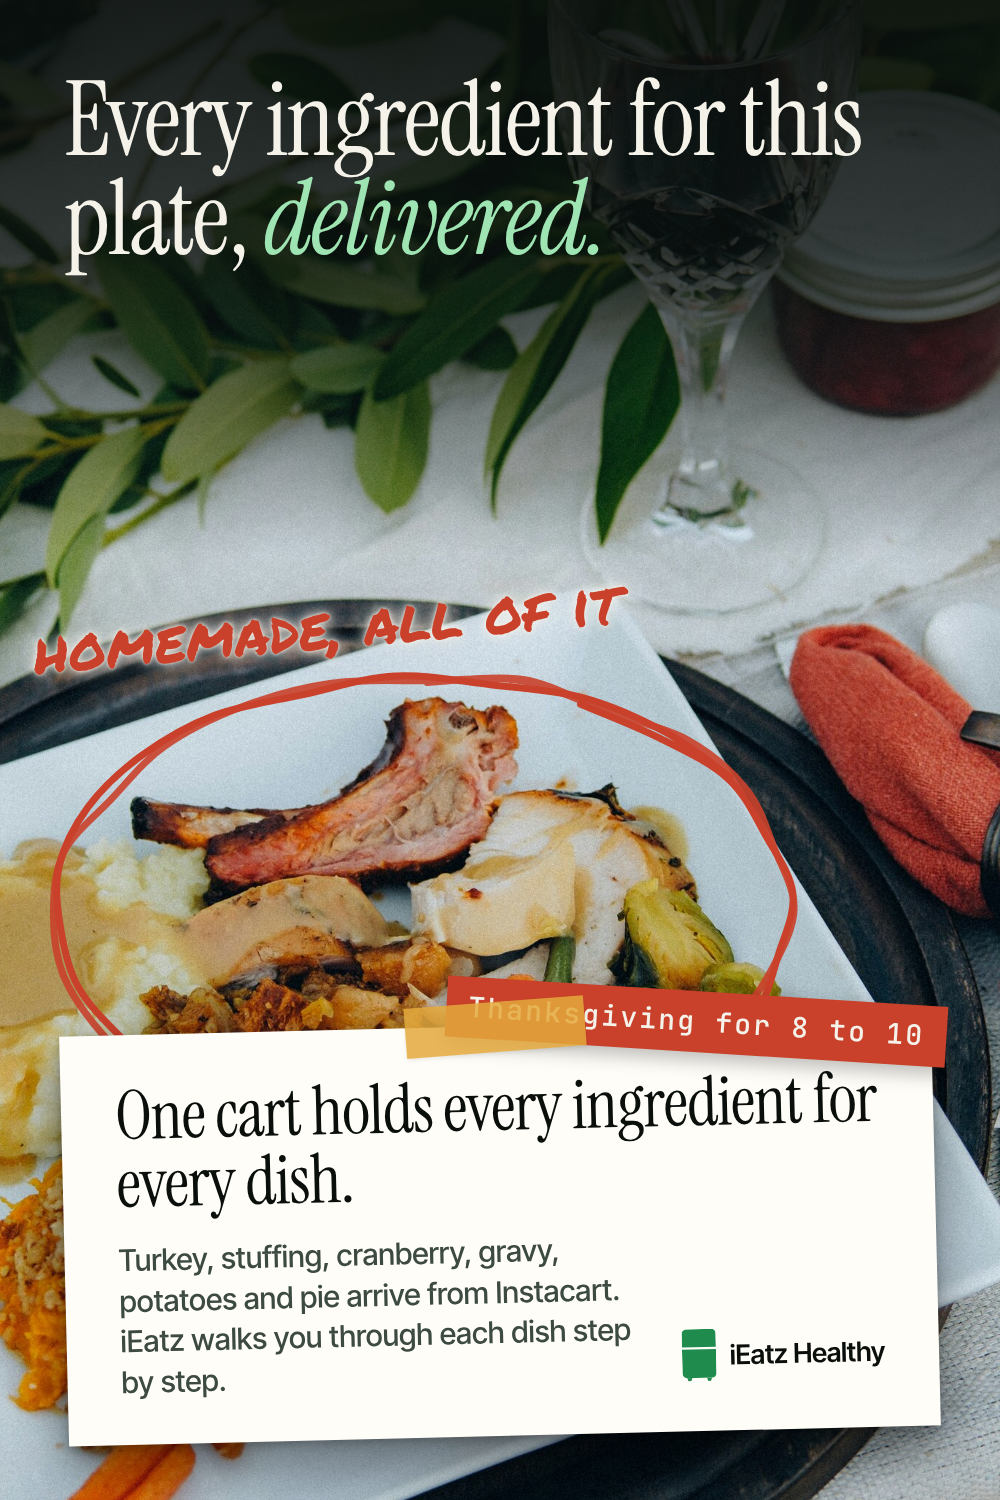 Every ingredient for this
plate, delivered.
HOMEMADE, ALL OF IT
Thanksgiving for 8 to 10
One cart holds every ingredient for
every dish.
Turkey, stuffing, cranberry, gravy,
potatoes and pie arrive from Instacart.
iEatz walks you through each dish step
by step.
iEatz Healthy